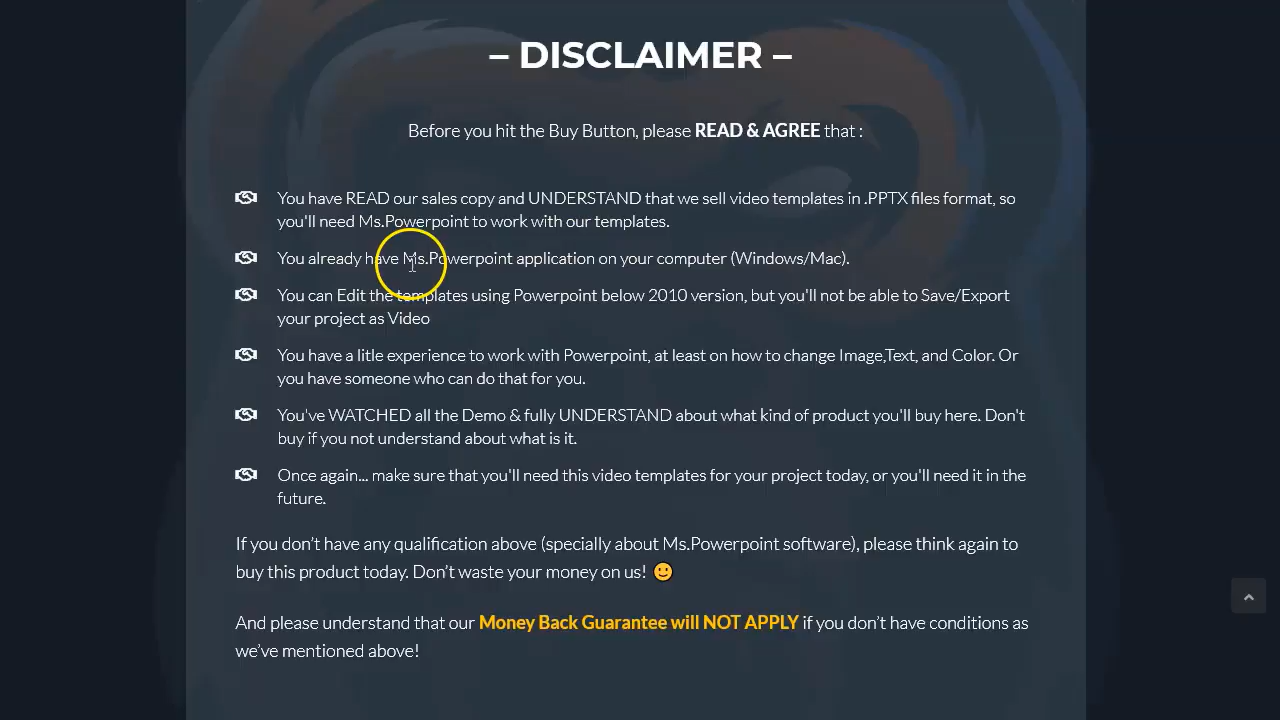 – DISCLAIMER –
Before you hit the Buy Button, please READ & AGREE that :
You have READ our sales copy and UNDERSTAND that we sell video templates in .PPTX files format, so
you'll need Ms.Powerpoint to work with our templates.
You already have Ms.Powerpoint application on your computer (Windows/Mac).
You can Edit the templates using Powerpoint below 2010 version, but you'll not be able to Save/Export
your project as Video
You have a litle experience to work with Powerpoint, at least on how to change Image,Text, and Color. Or
you have someone who can do that for you.
You've WATCHED all the Demo & fully UNDERSTAND about what kind of product you'll buy here. Don't
buy if you not understand about what is it.
Once again... make sure that you'll need this video templates for your project today, or you'll need it in the
future.
If you don’t have any qualification above (specially about Ms.Powerpoint software), please think again to
buy this product today. Don’t waste your money on us! 🙂
And please understand that our Money Back Guarantee will NOT APPLY if you don’t have conditions as
we’ve mentioned above!